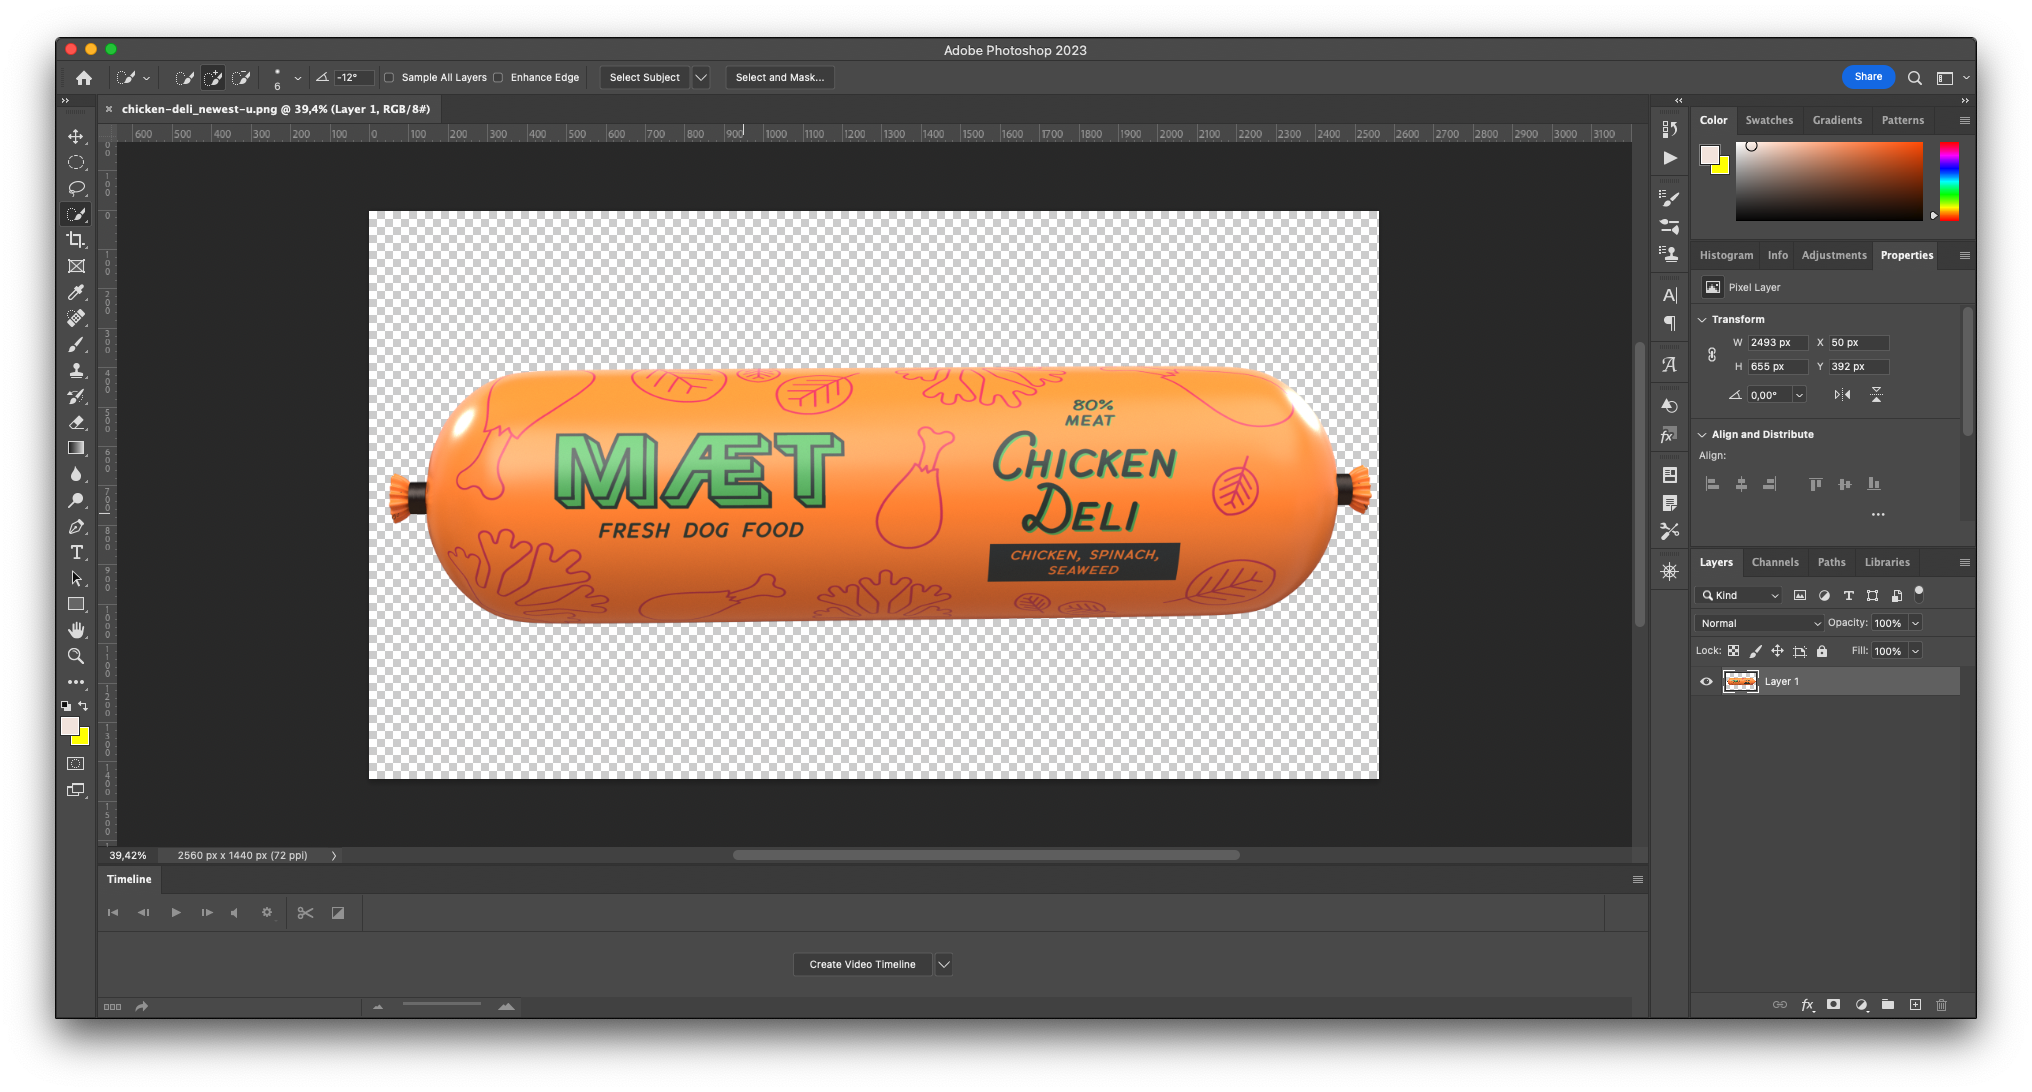 Adobe Photoshop 2023
6
-12°
Sample All Layers
Enhance Edge
Select Subject
Select and Mask...
Share
chicken-deli_newest-u.png @ 39,4% (Layer 1, RGB/8#)
600 500 400 300 200 100 0 100 200 300 400 500 600 700 800 900 1000 1100 1200 1300 1400 1500 1600 1700 1800 1900 2000 2100 2200 2300 2400 2500 2600 2700 2800 2900 3000 3100
Color Swatches Gradients Patterns
Histogram Info Adjustments Properties
Pixel Layer
Transform
W 2493 px X 50 px
H 655 px Y 392 px
0,00°
Align and Distribute
Align:
Layers Channels Paths Libraries
Kind
Normal
Opacity: 100%
Lock:
Fill: 100%
Layer 1
MÆT
FRESH DOG FOOD
80%
MEAT
CHICKEN
DELI
CHICKEN, SPINACH,
SEAWEED
39,42%
2560 px x 1440 px (72 ppi)
Timeline
Create Video Timeline